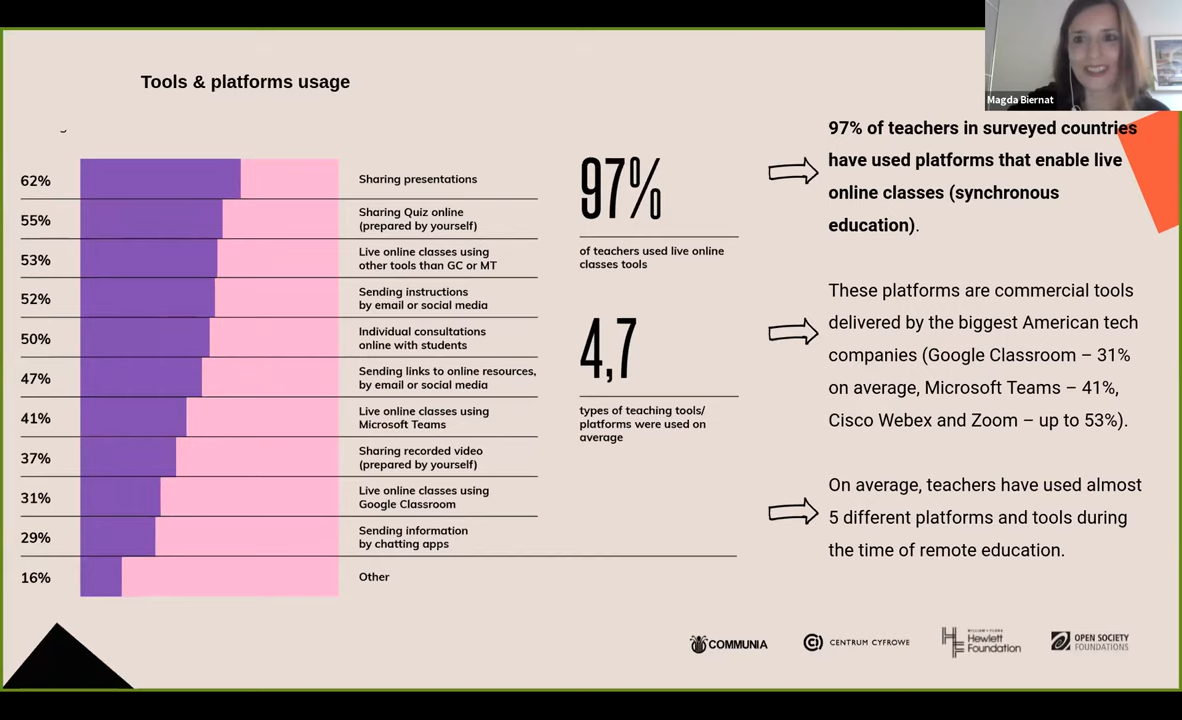 Magda Biernat
Tools & platforms usage
62%
Sharing presentations
55%
Sharing Quiz online
(prepared by yourself)
53%
Live online classes using
other tools than GC or MT
52%
Sending instructions
by email or social media
50%
Individual consultations
online with students
47%
Sending links to online resources,
by email or social media
41%
Live online classes using
Microsoft Teams
37%
Sharing recorded video
(prepared by yourself)
31%
Live online classes using
Google Classroom
29%
Sending information
by chatting apps
16%
Other
97%
of teachers used live online
classes tools
4,7
types of teaching tools/
platforms were used on
average
97% of teachers in surveyed countries
have used platforms that enable live
online classes (synchronous
education).
These platforms are commercial tools
delivered by the biggest American tech
companies (Google Classroom – 31%
on average, Microsoft Teams – 41%,
Cisco Webex and Zoom – up to 53%).
On average, teachers have used almost
5 different platforms and tools during
the time of remote education.
COMMUNIA
CENTRUM CYFROWE
Hewlett
Foundation
OPEN SOCIETY
FOUNDATIONS